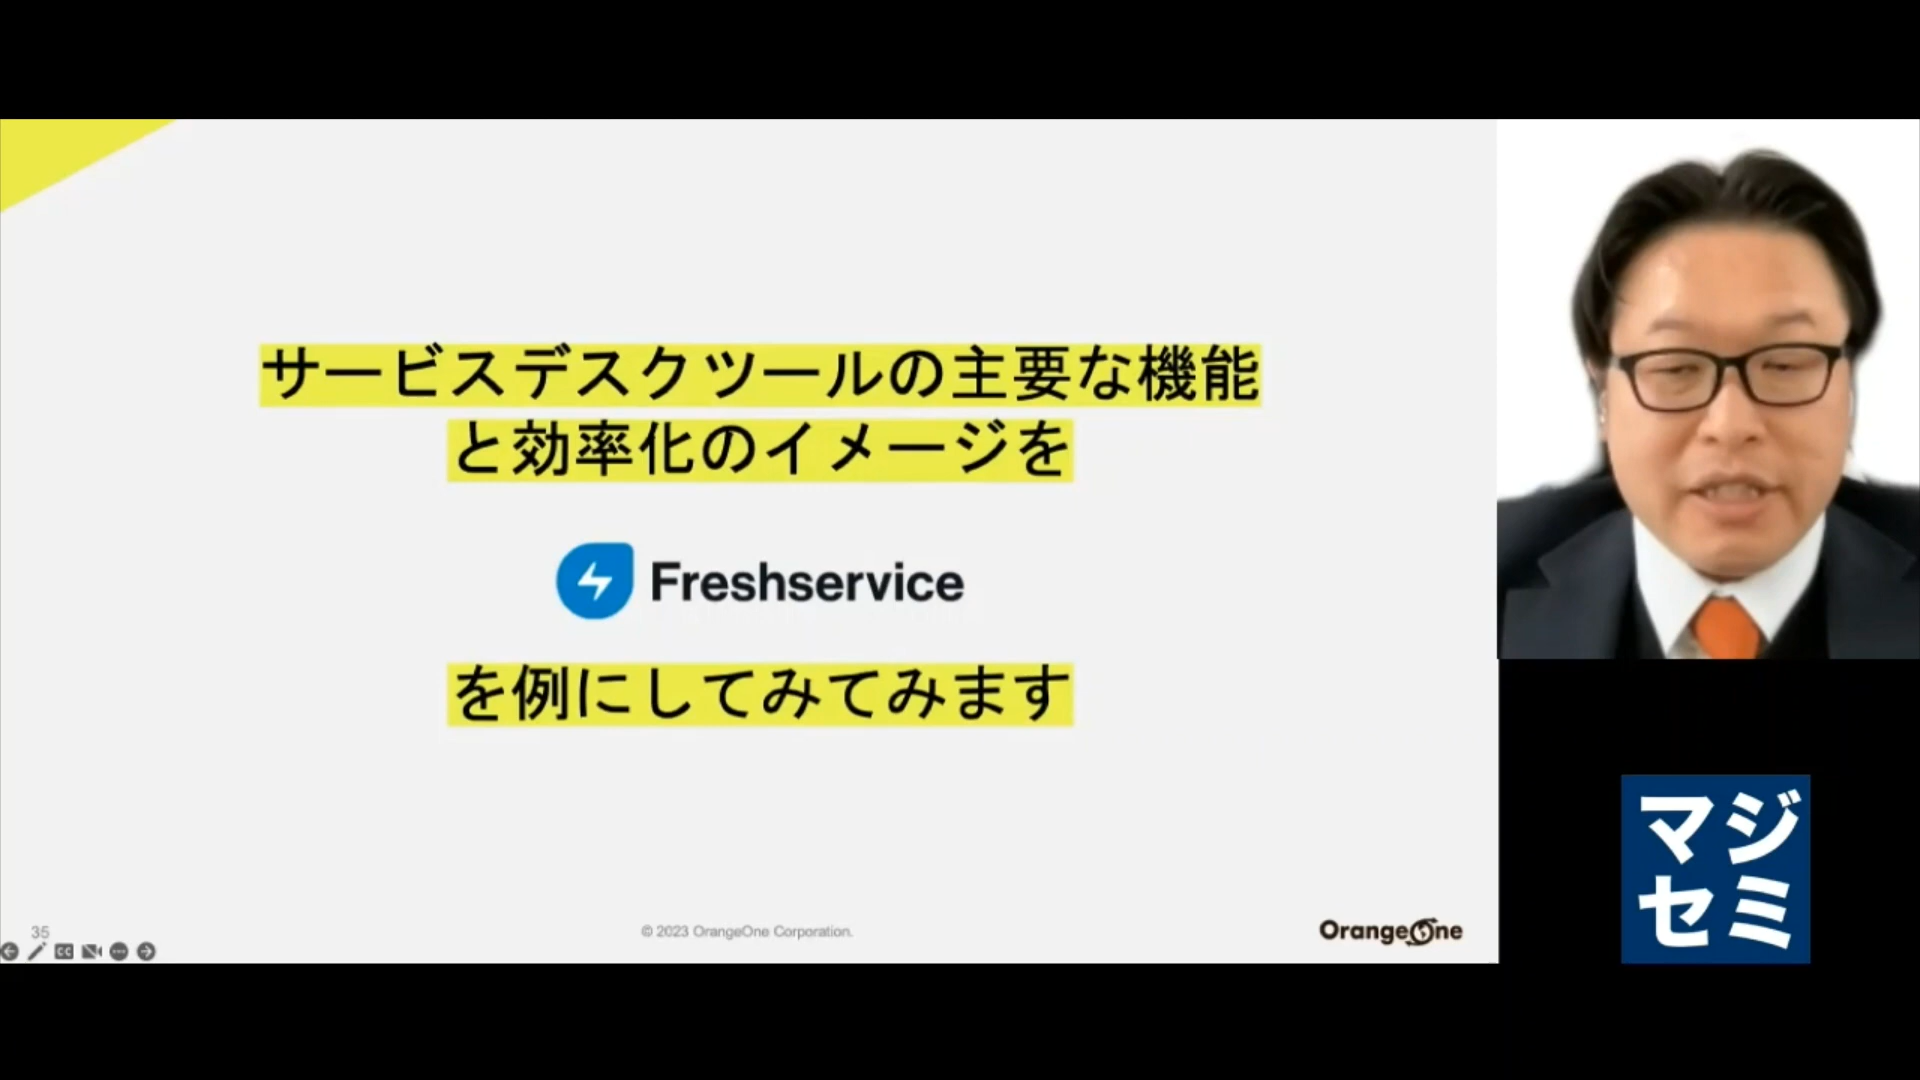 サービスデスクツールの主要な機能
と効率化のイメージを
Freshservice
を例にしてみてみます
35
© 2023 OrangeOne Corporation.
OrangeOne
マジ
セミ